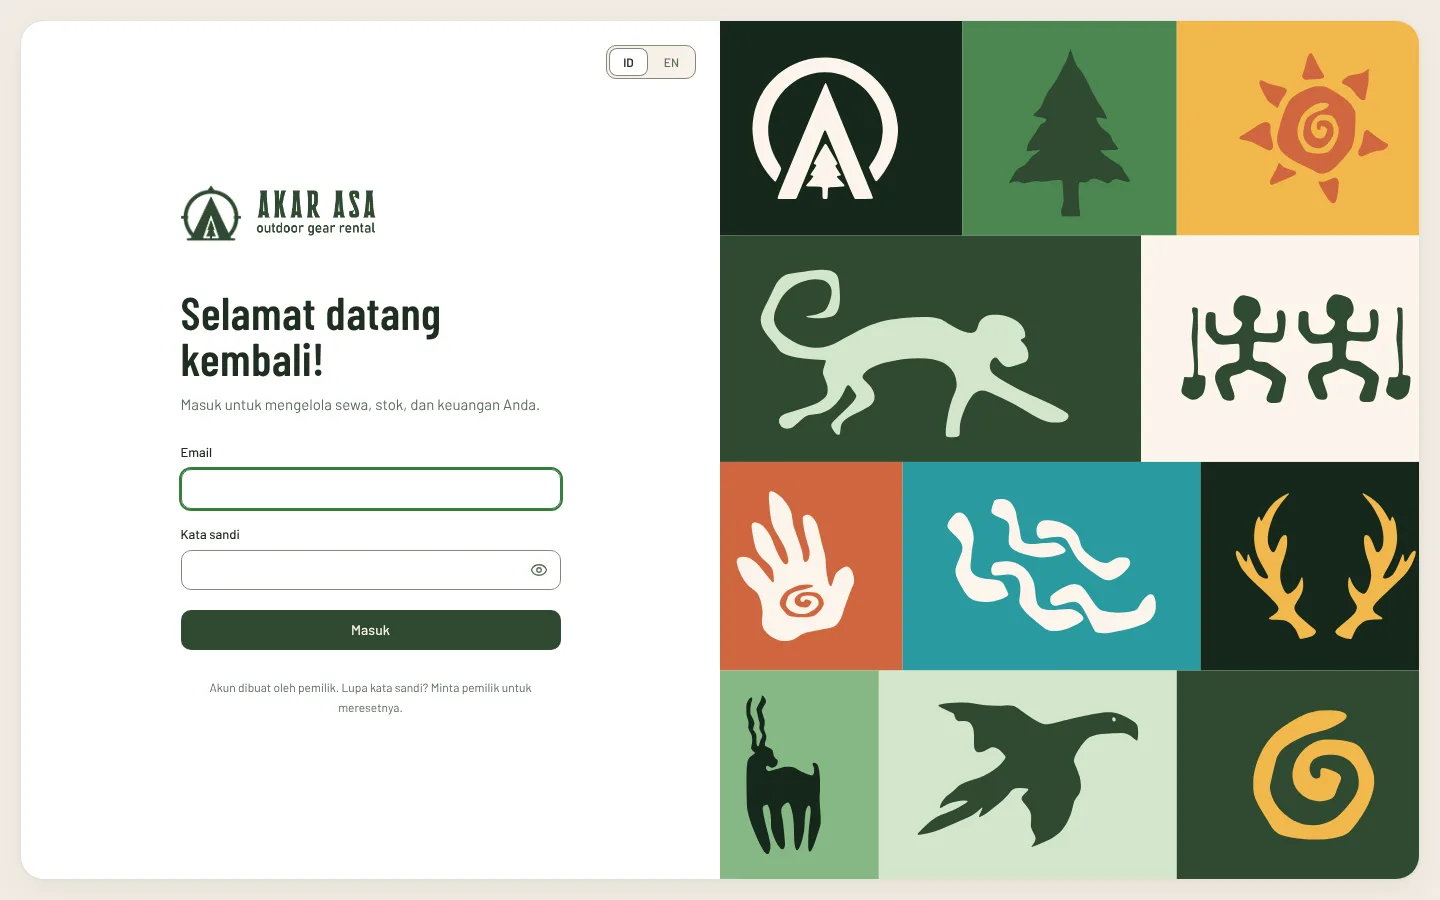 ID EN
AKAR ASA
outdoor gear rental
Selamat datang
kembali!
Masuk untuk mengelola sewa, stok, dan keuangan Anda.
Email
Kata sandi
Masuk
Akun dibuat oleh pemilik. Lupa kata sandi? Minta pemilik untuk
meresetnya.